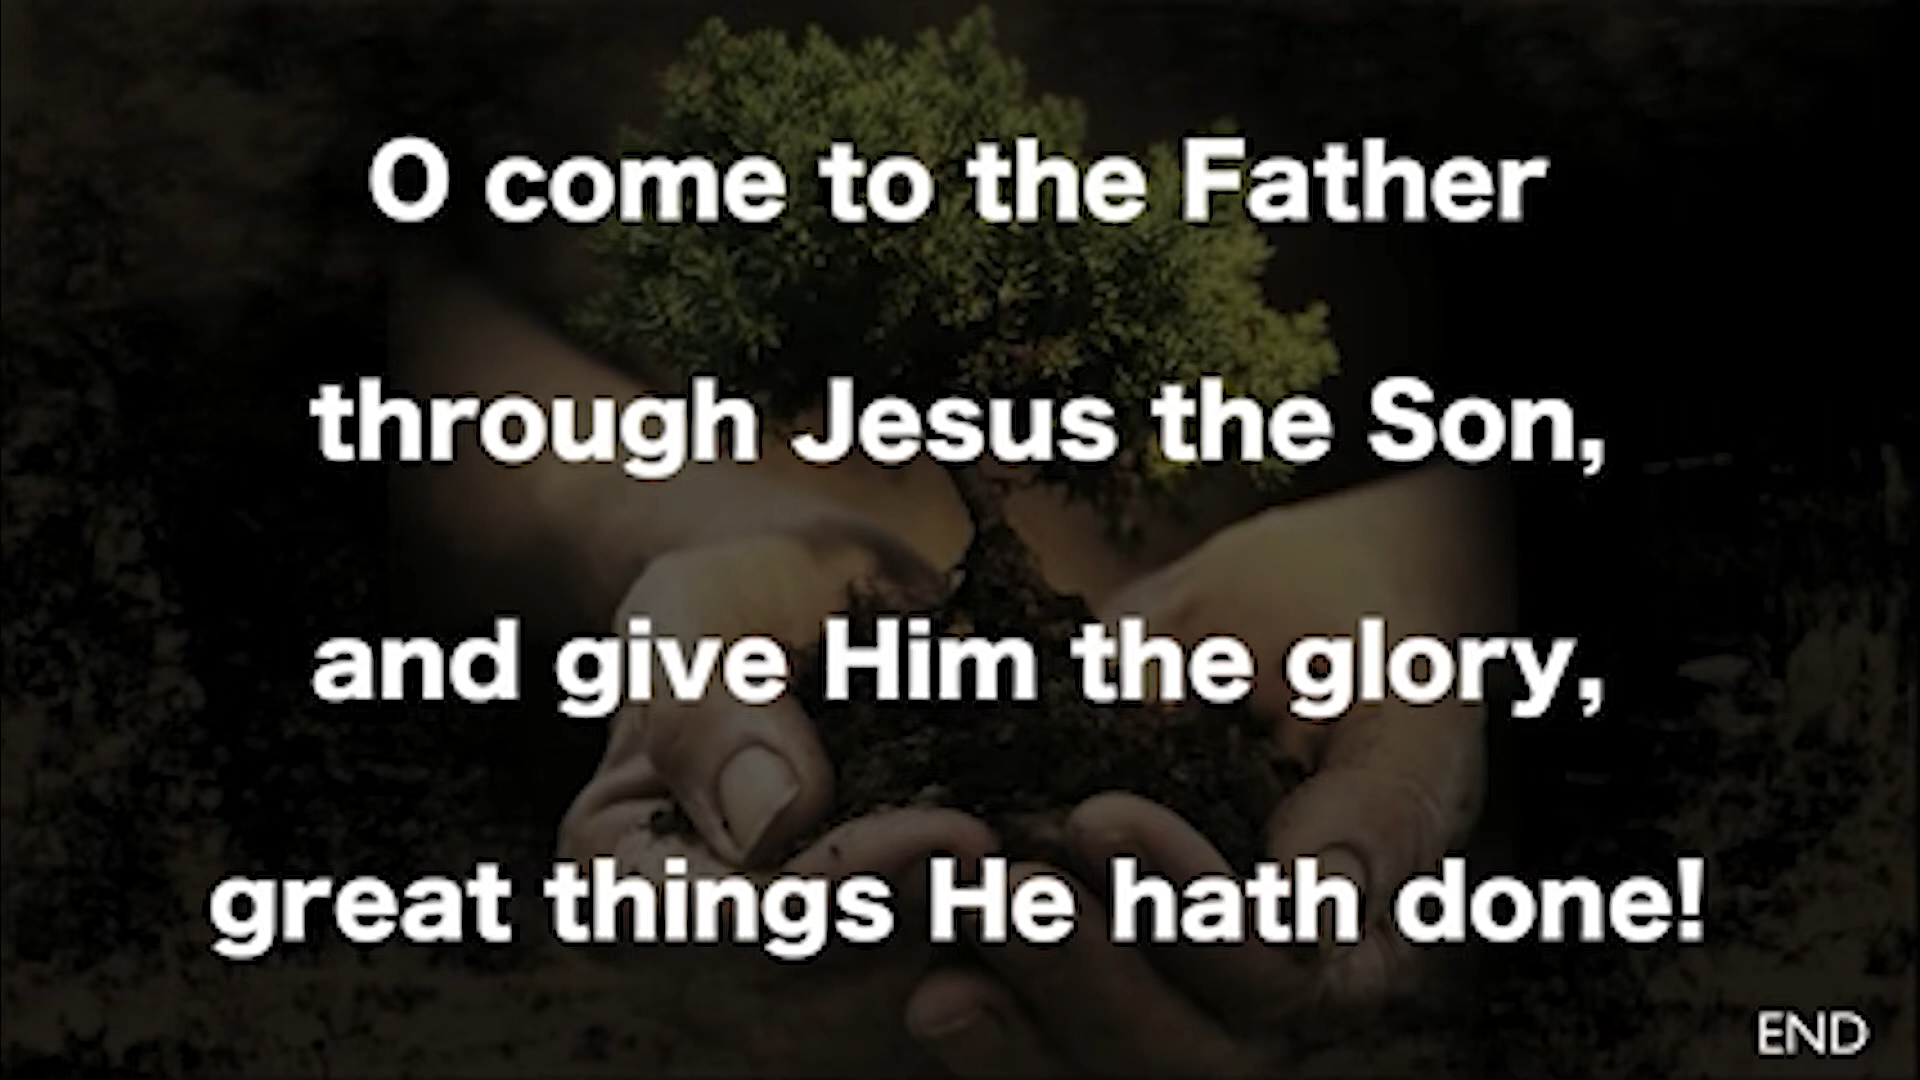 O come to the Father
through Jesus the Son,
and give Him the glory,
great things He hath done!
END